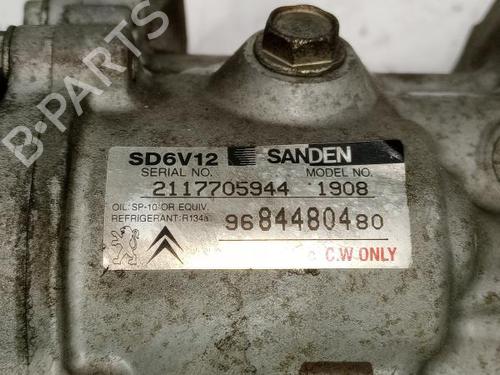 B-PARTS
SD6V12 SANDEN
SERIAL NO. MODEL NO.
2117705944 1908
OIL: SP-10 OR EQUIV.
REFRIGERANT: R134a
9684480480
C.W ONLY